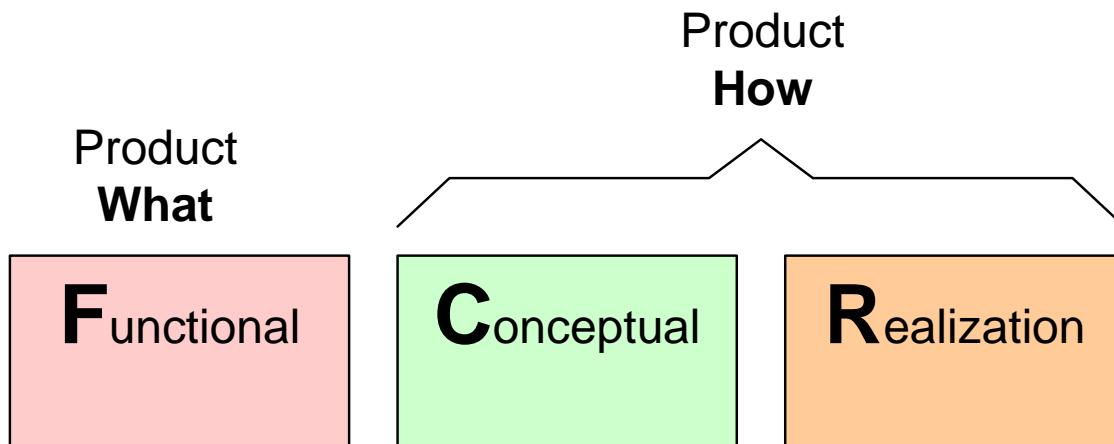 Product
How
Product
What
Functional
Conceptual
Realization